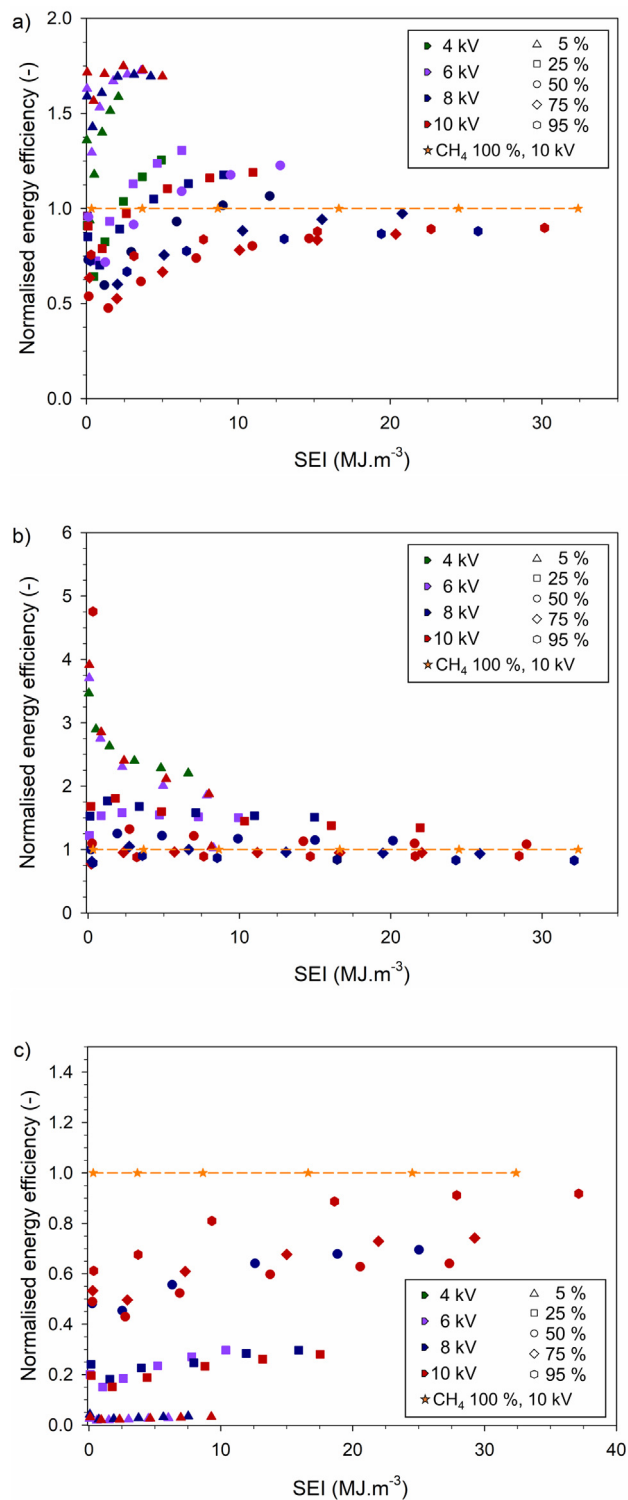 a)
2.0
1.5
1.0
0.5
0.0
Normalised energy efficiency (-)
0 10 20 30
SEI (MJ.m-3)
4 kV 5 %
6 kV 25 %
8 kV 50 %
10 kV 75 %
95 %
CH4 100 %, 10 kV
b)
6
5
4
3
2
1
0
Normalised energy efficiency (-)
0 10 20 30
SEI (MJ.m-3)
4 kV 5 %
6 kV 25 %
8 kV 50 %
10 kV 75 %
95 %
CH4 100 %, 10 kV
c)
1.4
1.2
1.0
0.8
0.6
0.4
0.2
0.0
Normalised energy efficiency (-)
0 10 20 30 40
SEI (MJ.m-3)
4 kV 5 %
6 kV 25 %
8 kV 50 %
10 kV 75 %
95 %
CH4 100 %, 10 kV